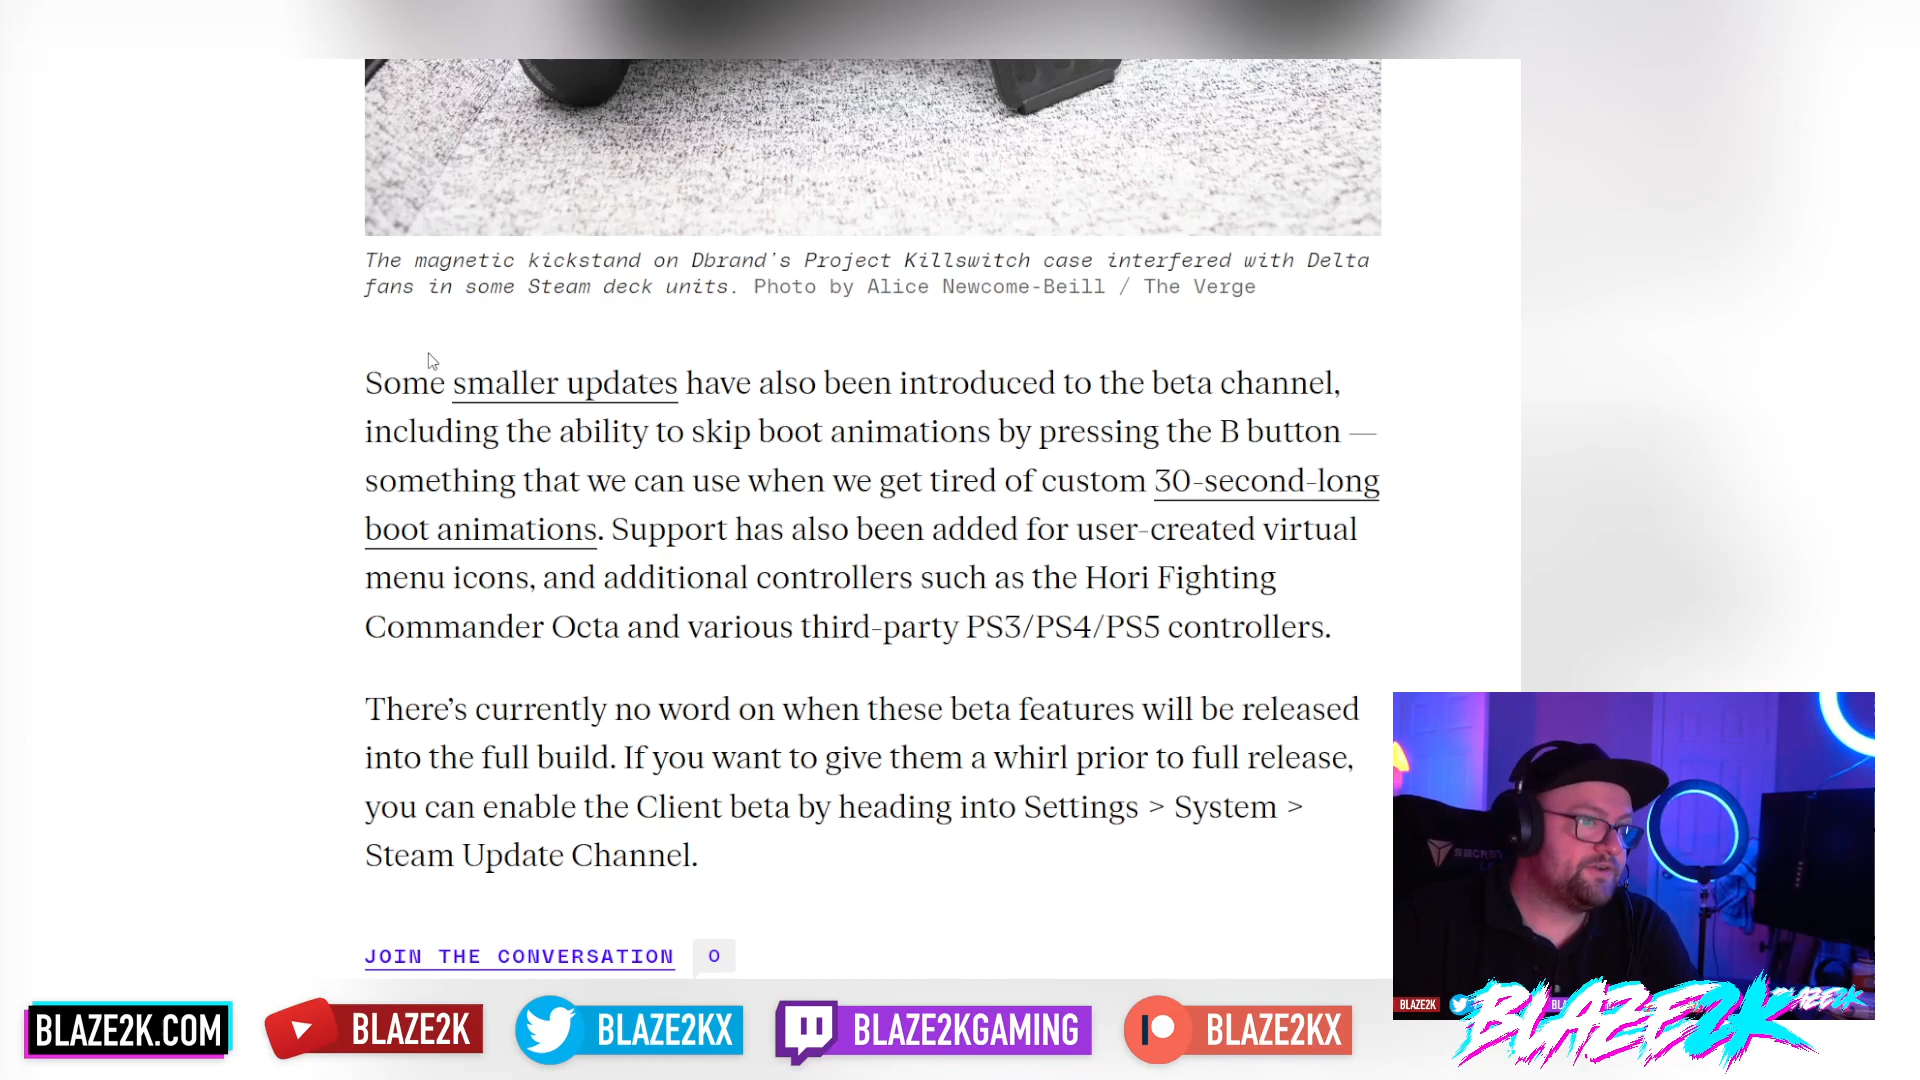 The magnetic kickstand on Dbrand's Project Killswitch case interfered with Delta
fans in some Steam deck units. Photo by Alice Newcome-Beill / The Verge
Some smaller updates have also been introduced to the beta channel,
including the ability to skip boot animations by pressing the B button —
something that we can use when we get tired of custom 30-second-long
boot animations. Support has also been added for user-created virtual
menu icons, and additional controllers such as the Hori Fighting
Commander Octa and various third-party PS3/PS4/PS5 controllers.
There's currently no word on when these beta features will be released
into the full build. If you want to give them a whirl prior to full release,
you can enable the Client beta by heading into Settings > System >
Steam Update Channel.
JOIN THE CONVERSATION 0
BLAZE2K.COM
BLAZE2K
BLAZE2KX
BLAZE2KGAMING
BLAZE2KX
BLAZE2K
BLAZE2K